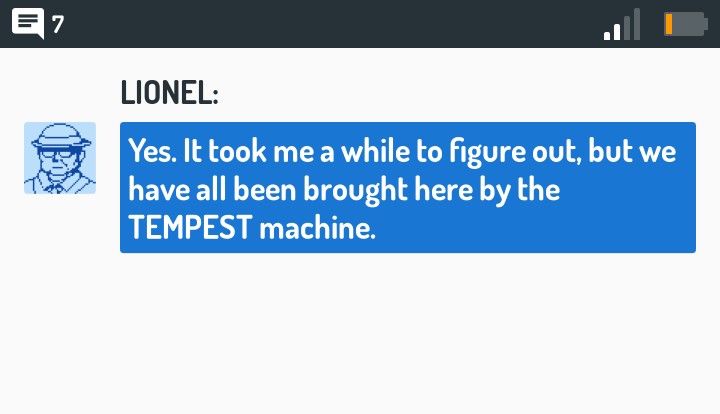 7
LIONEL:
Yes. It took me a while to figure out, but we
have all been brought here by the
TEMPEST machine.